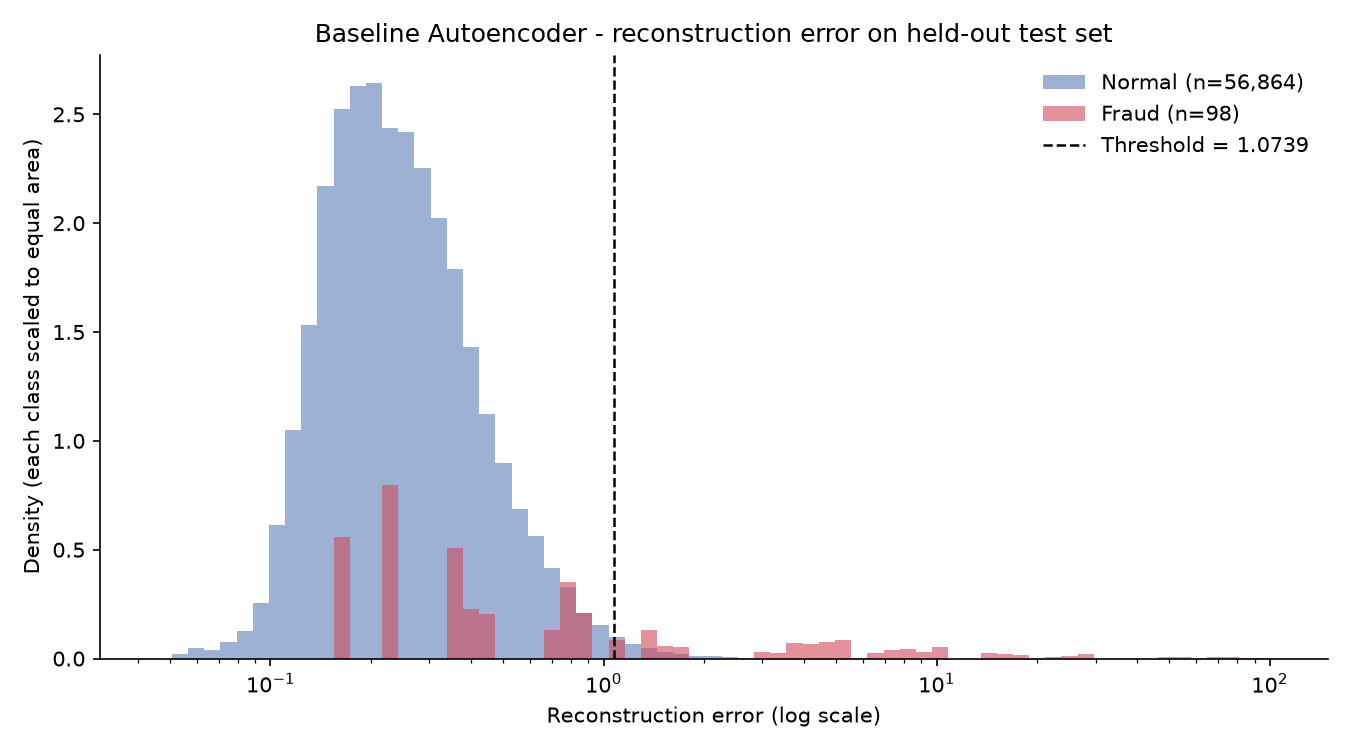 Baseline Autoencoder - reconstruction error on held-out test set
Normal (n=56,864)
Fraud (n=98)
Threshold = 1.0739
Density (each class scaled to equal area)
2.5
2.0
1.5
1.0
0.5
0.0
10⁻¹ 10⁰ 10¹ 10²
Reconstruction error (log scale)